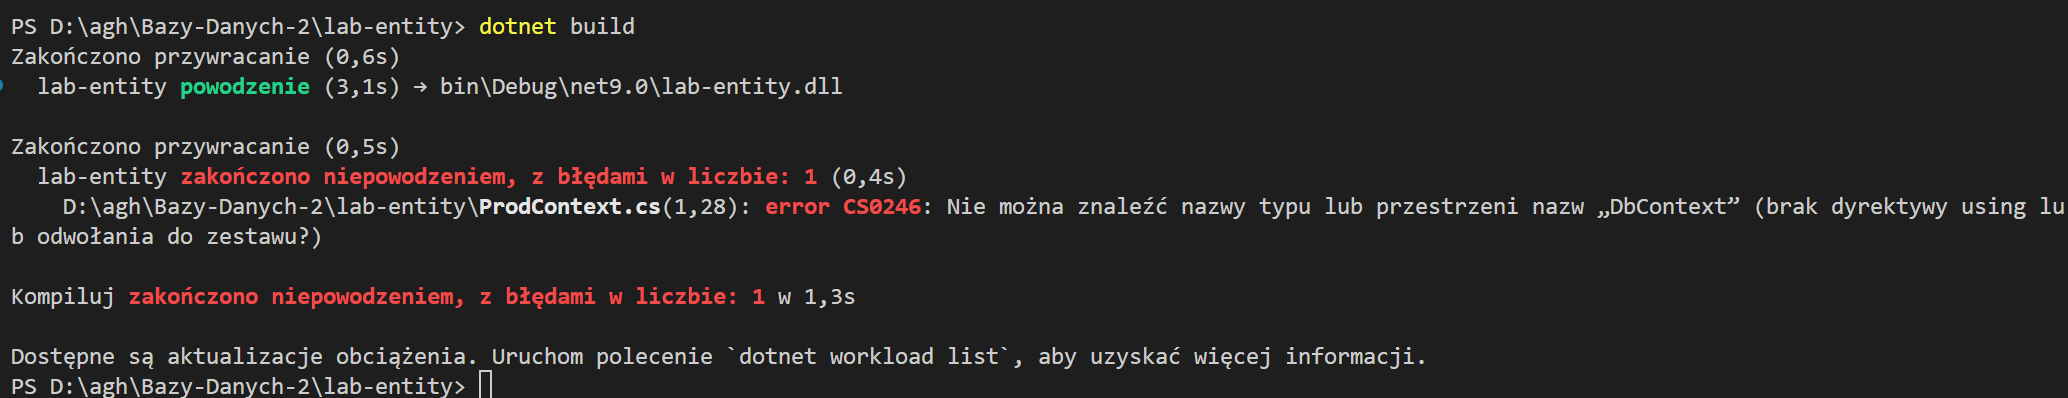 PS D:\agh\Bazy-Danych-2\lab-entity> dotnet build
Zakończono przywracanie (0,6s)
lab-entity powodzenie (3,1s) → bin\Debug\net9.0\lab-entity.dll
Zakończono przywracanie (0,5s)
lab-entity zakończono niepowodzeniem, z błędami w liczbie: 1 (0,4s)
D:\agh\Bazy-Danych-2\lab-entity\ProdContext.cs(1,28): error CS0246: Nie można znaleźć nazwy typu lub przestrzeni nazw „DbContext” (brak dyrektywy using lu
b odwołania do zestawu?)
Kompiluj zakończono niepowodzeniem, z błędami w liczbie: 1 w 1,3s
Dostępne są aktualizacje obciążenia. Uruchom polecenie `dotnet workload list`, aby uzyskać więcej informacji.
PS D:\agh\Bazy-Danych-2\lab-entity>